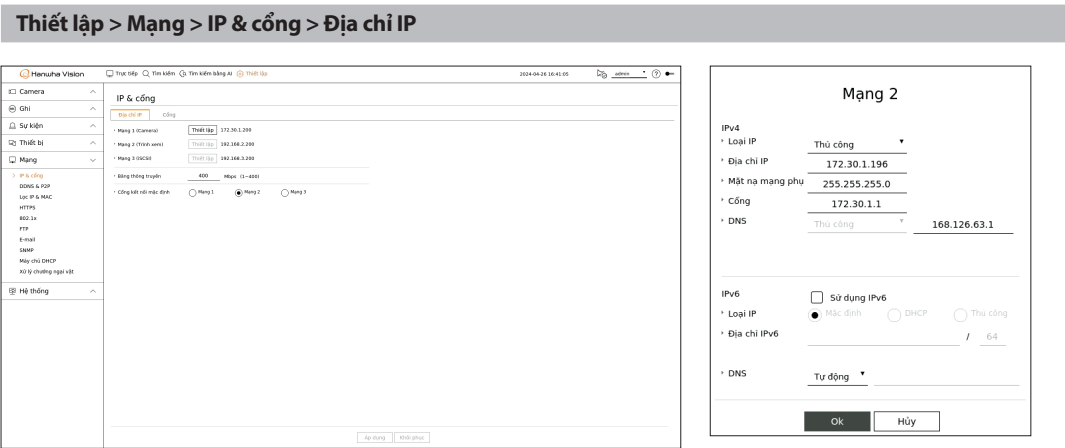 Thiết lập > Mạng > IP & cổng > Địa chỉ IP
Hanwha Vision
Trực tiếp Tìm kiếm Tìm kiếm bằng AI Thiết lập
2024-04-26 16:41:05
admin
Camera
Ghi
Sự kiện
Thiết bị
Mạng
IP & cổng
DDNS & P2P
Lọc IP & MAC
HTTPS
802.1x
FTP
E-mail
SNMP
Máy chủ DHCP
Xử lý chướng ngại vật
Hệ thống
IP & cổng
Địa chỉ IP Cổng
Mạng 1 (Camera) Thiết lập 172.30.1.200
Mạng 2 (Trình xem) Thiết lập 192.168.2.200
Mạng 3 (iSCSI) Thiết lập 192.168.3.200
Băng thông truyền 400 Mbps (1~400)
Cổng kết nối mặc định Mạng 1 Mạng 2 Mạng 3
Áp dụng Khôi phục
Mạng 2
IPv4
Loại IP Thủ công
Địa chỉ IP 172.30.1.196
Mặt nạ mạng phụ 255.255.255.0
Cổng 172.30.1.1
DNS Thủ công 168.126.63.1
IPv6 Sử dụng IPv6
Loại IP Mặc định DHCP Thủ công
Địa chỉ IPv6 / 64
DNS Tự động
Ok Hủy